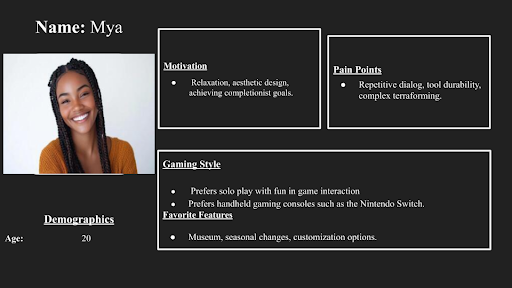 Name: Mya
Motivation
● Relaxation, aesthetic design,
achieving completionist goals.
Pain Points
● Repetitive dialog, tool durability,
complex terraforming.
Gaming Style
● Prefers solo play with fun in game interaction
● Prefers handheld gaming consoles such as the Nintendo Switch.
Favorite Features
● Museum, seasonal changes, customization options.
Demographics
Age: 20